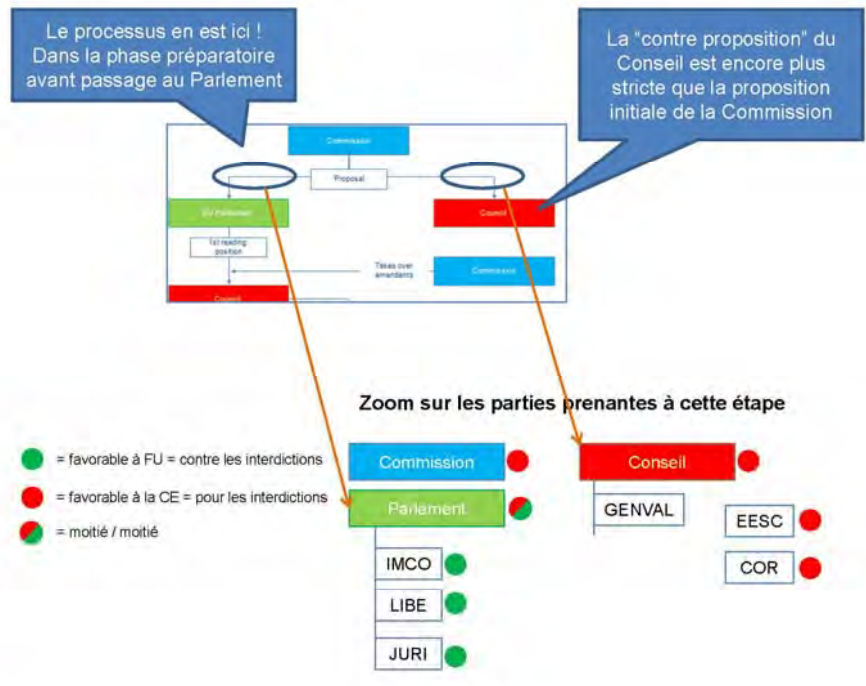 Le processus en est ici !
Dans la phase préparatoire
avant passage au Parlement
La "contre proposition" du
Conseil est encore plus
stricte que la proposition
initiale de la Commission
Commission
Proposal
EU Parliament
Council
1st reading
position
Takes over
amendants
Commission
Council
Zoom sur les parties prenantes à cette étape
= favorable à FU = contre les interdictions
= favorable à la CE = pour les interdictions
= moitié / moitié
Commission
Conseil
Parlement
GENVAL
EESC
IMCO
COR
LIBE
JURI